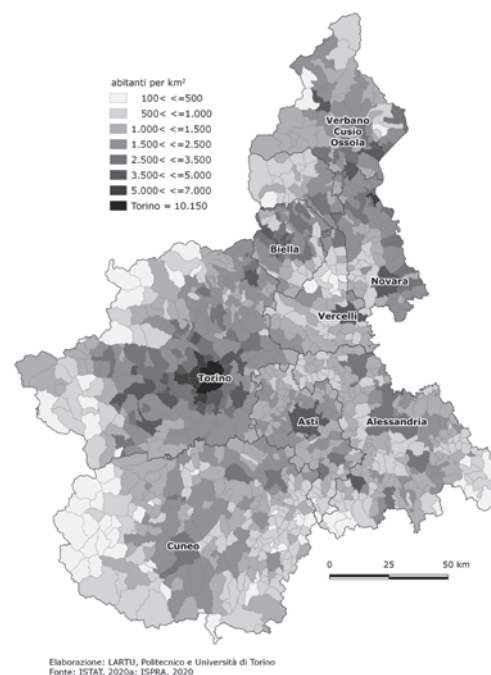 abitanti per km²
100< <=500
500< <=1.000
1.000< <=1.500
1.500< <=2.500
2.500< <=3.500
3.500< <=5.000
5.000< <=7.000
Torino = 10.150
Verbano
Cusio
Ossola
Biella
Novara
Vercelli
Torino
Asti
Alessandria
Cuneo
0 25 50 km
Elaborazione: LARTU, Politecnico e Università di Torino
Fonte: ISTAT, 2020a; ISPRA, 2020